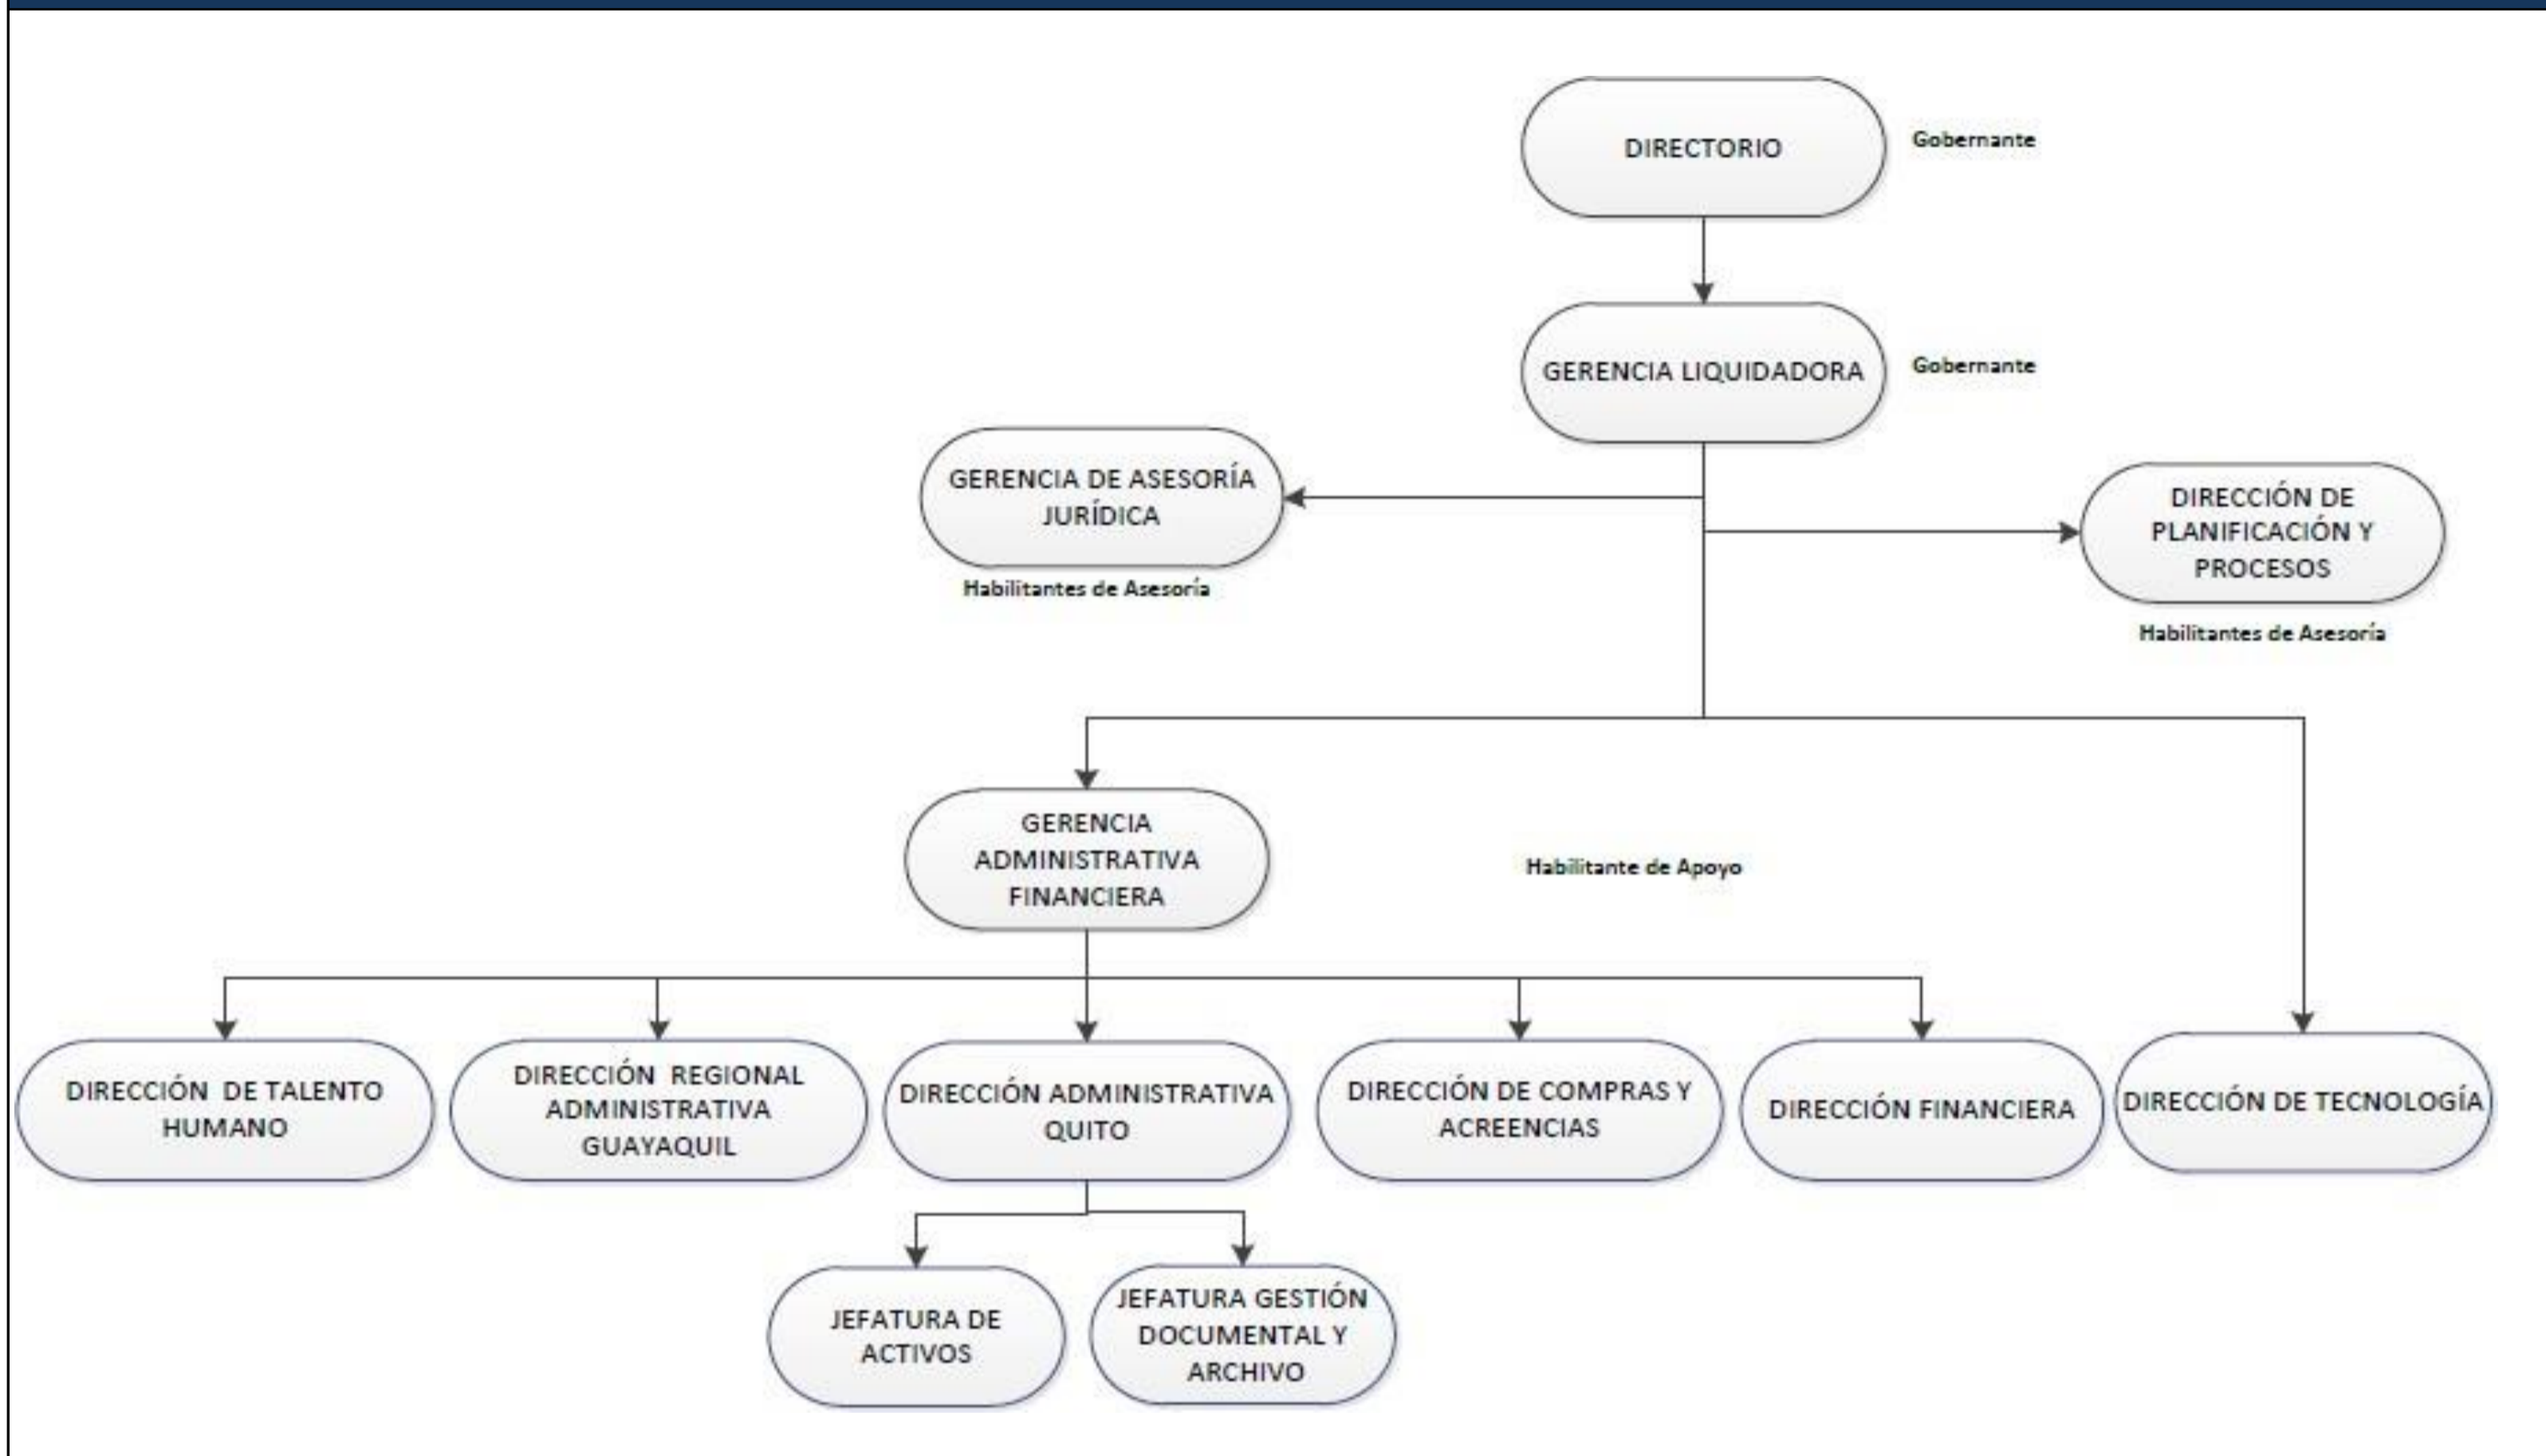 DIRECTORIO
Gobernante
GERENCIA LIQUIDADORA
Gobernante
GERENCIA DE ASESORÍA
JURÍDICA
Habilitantes de Asesoría
DIRECCIÓN DE
PLANIFICACIÓN Y
PROCESOS
Habilitantes de Asesoría
GERENCIA
ADMINISTRATIVA
FINANCIERA
Habilitante de Apoyo
DIRECCIÓN DE TALENTO
HUMANO
DIRECCIÓN REGIONAL
ADMINISTRATIVA
GUAYAQUIL
DIRECCIÓN ADMINISTRATIVA
QUITO
DIRECCIÓN DE COMPRAS Y
ACREENCIAS
DIRECCIÓN FINANCIERA
DIRECCIÓN DE TECNOLOGÍA
JEFATURA DE
ACTIVOS
JEFATURA GESTIÓN
DOCUMENTAL Y
ARCHIVO